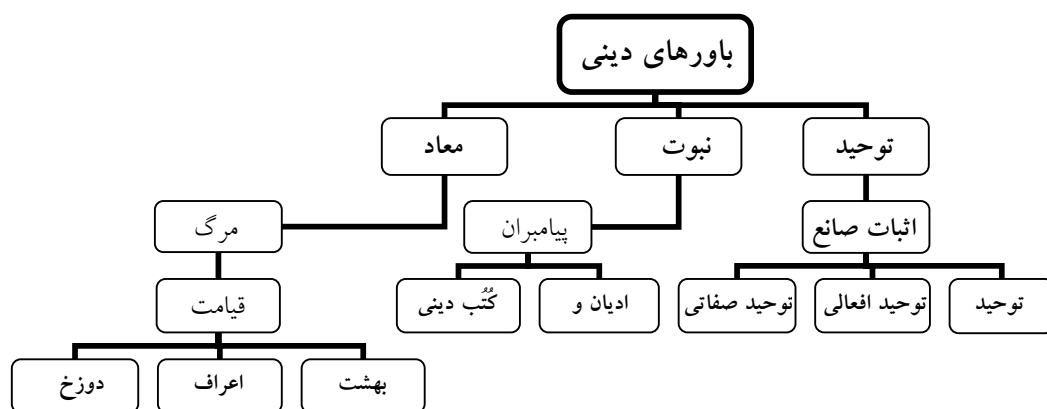 باورهای دینی
توحید
نبوت
معاد
اثبات صانع
پیامبران
مرگ
توحید
توحید افعالی
توحید صفاتی
ادیان و
کُتُب دینی
قیامت
بهشت
اعراف
دوزخ